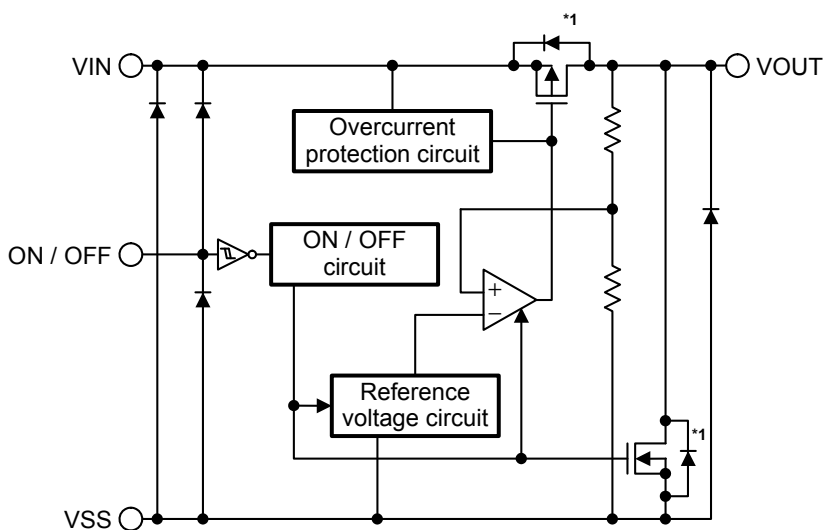 *1
VIN
VOUT
Overcurrent
protection circuit
ON / OFF
ON / OFF
circuit
+
−
Reference
voltage circuit
*1
VSS